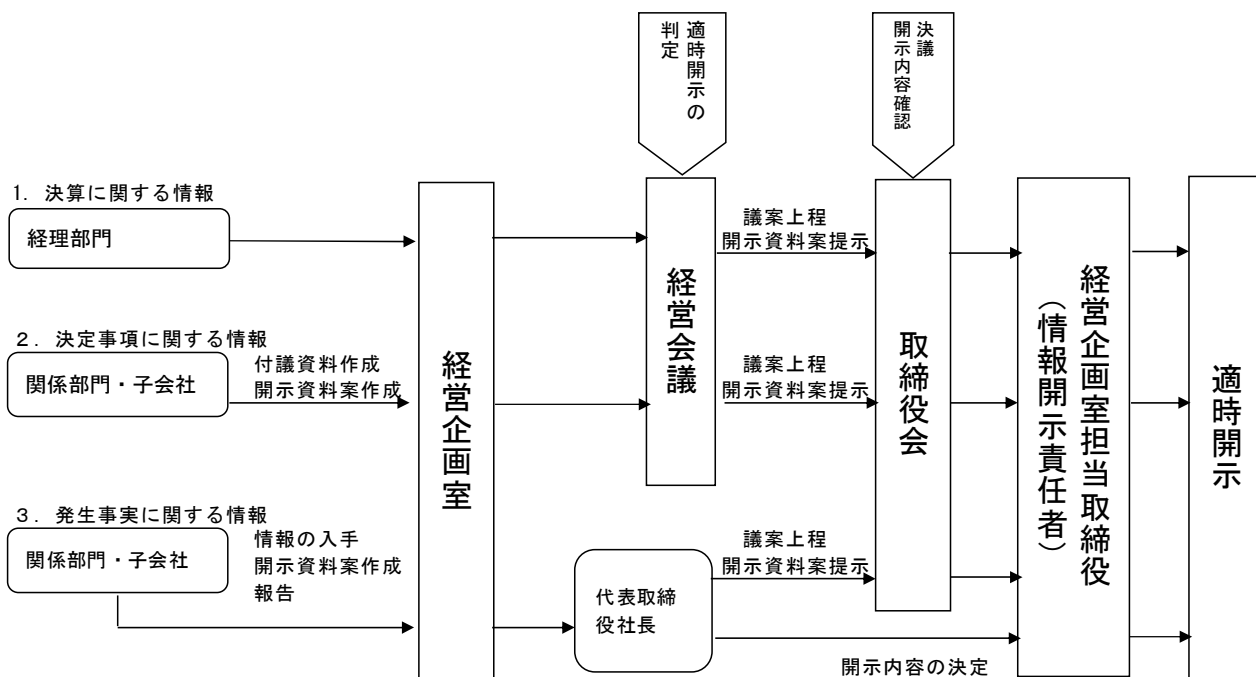 適時開示の
判定
決議
開示内容確認
1. 決算に関する情報
経理部門
２. 決定事項に関する情報
関係部門・子会社
付議資料作成
開示資料案作成
３. 発生事実に関する情報
関係部門・子会社
情報の入手
開示資料案作成
報告
経営企画室
経営会議
議案上程
開示資料案提示
議案上程
開示資料案提示
代表取締
役社長
議案上程
開示資料案提示
開示内容の決定
取締役会
経営企画室担当取締役
（情報開示責任者）
適時開示